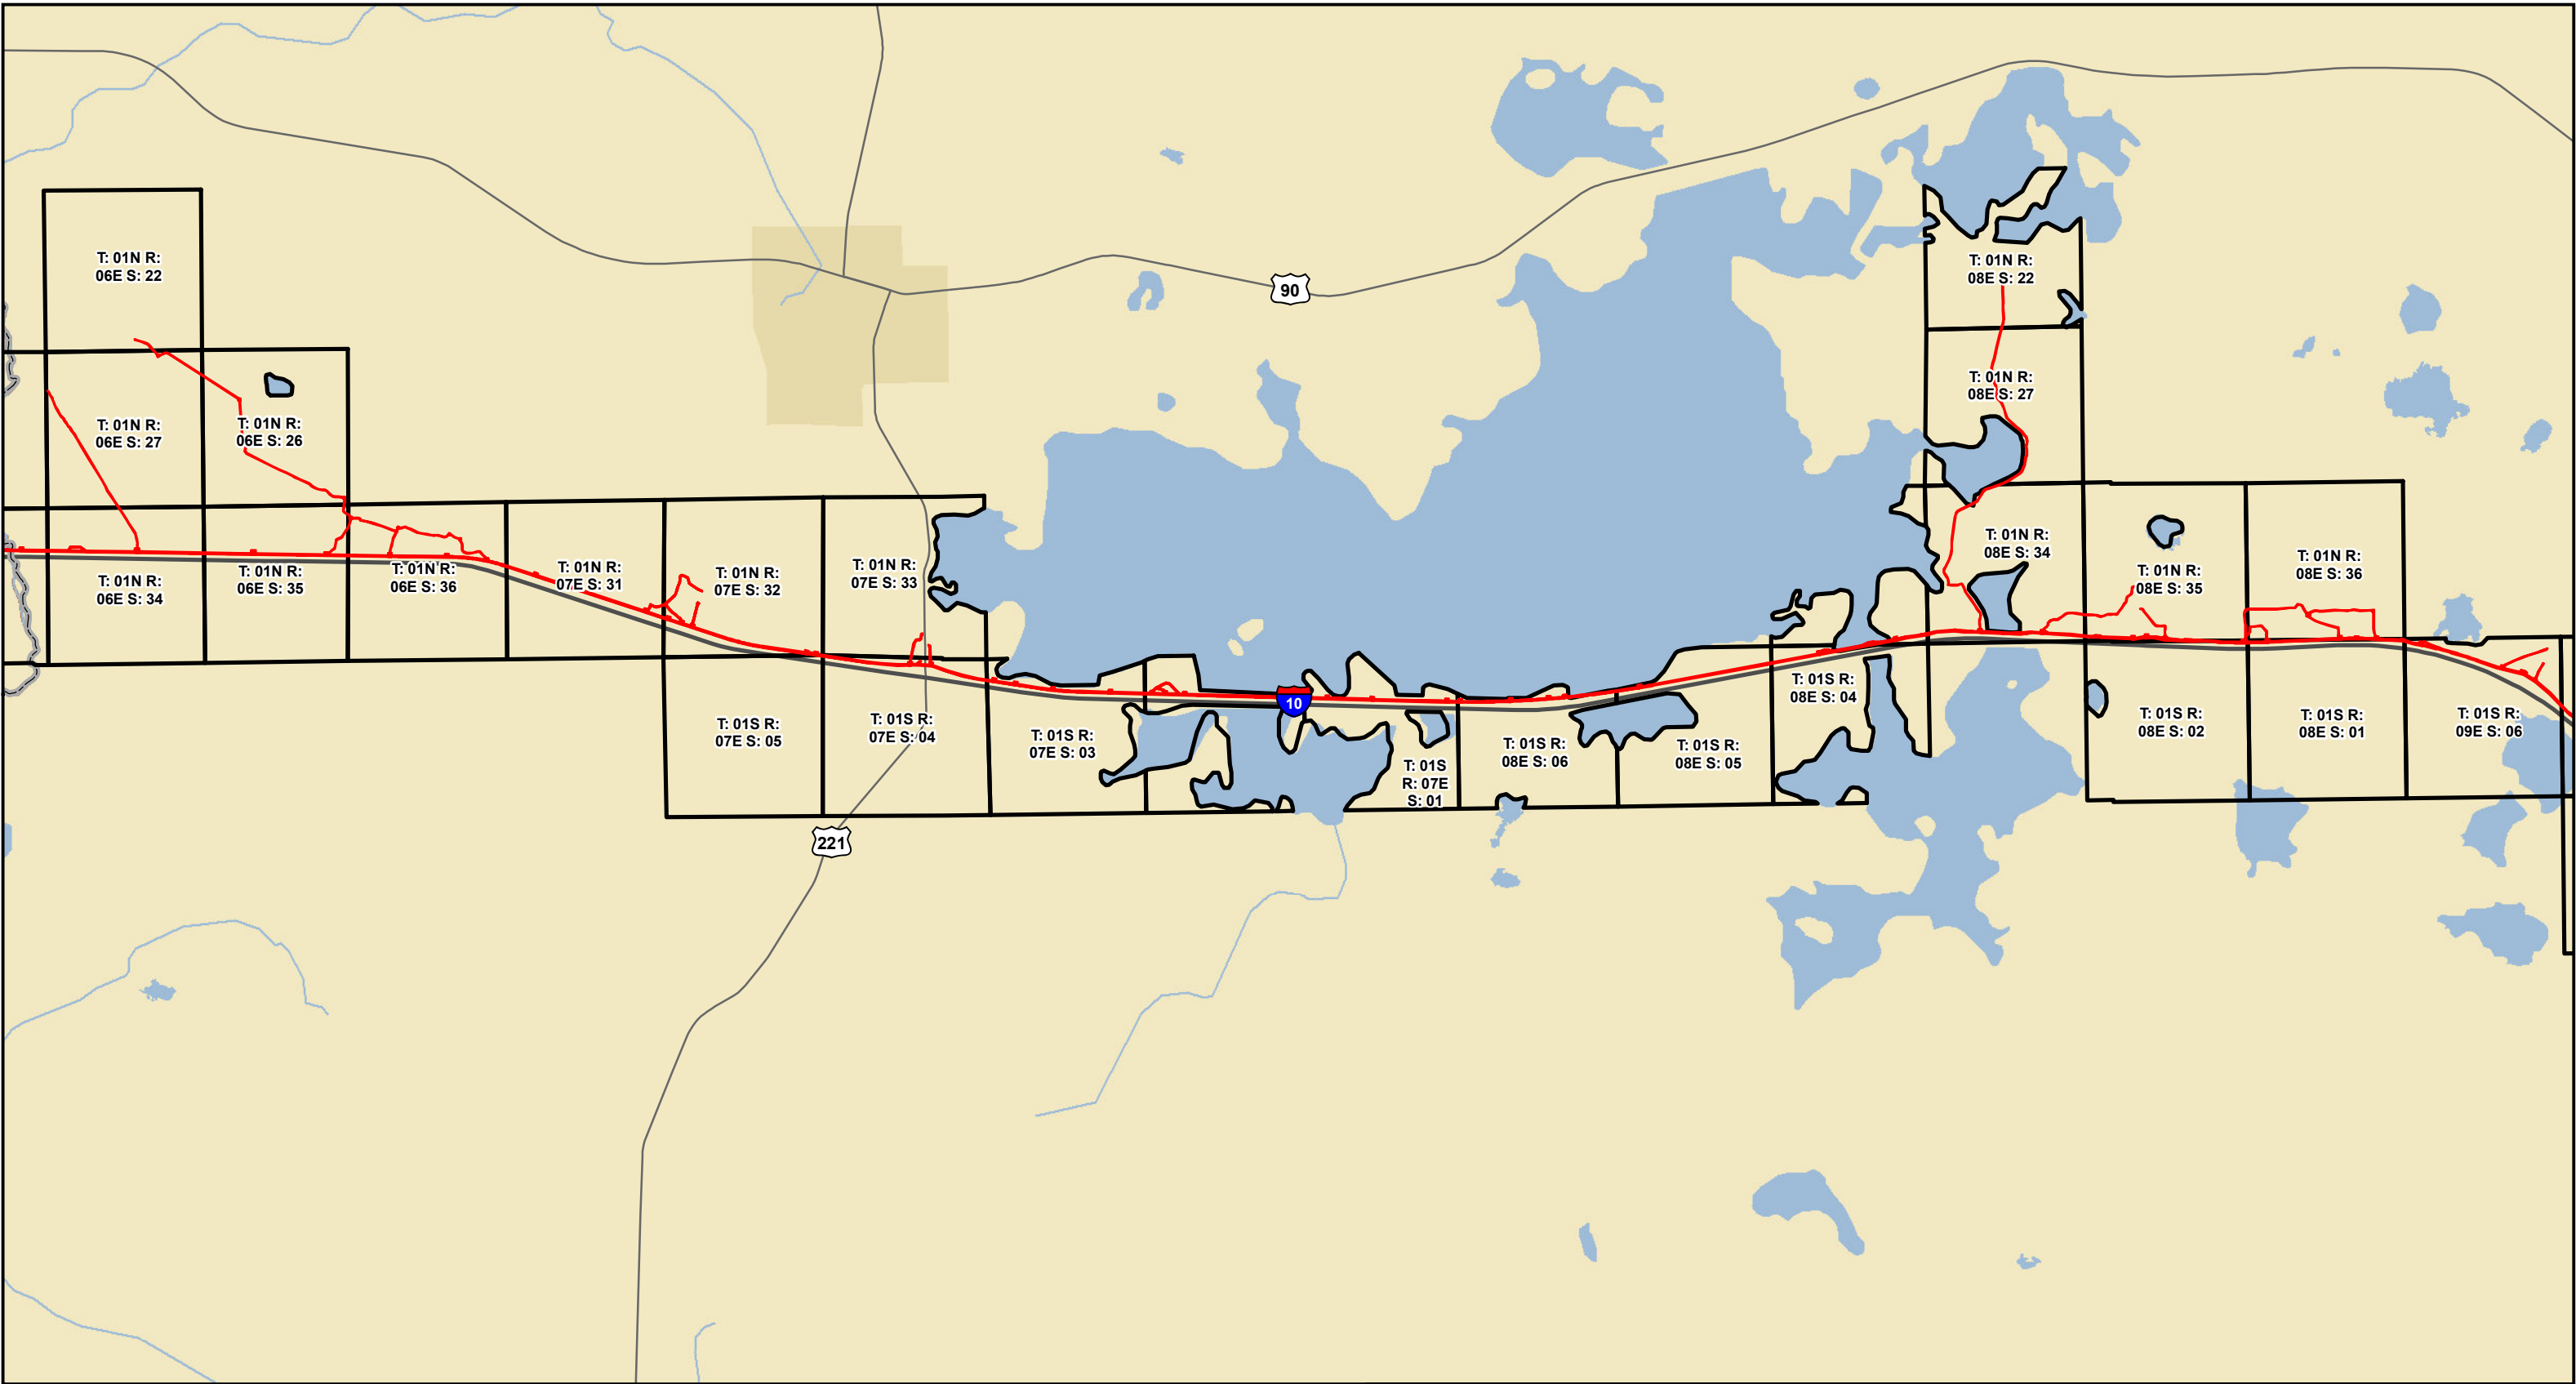 T: 01N R:
06E S: 22
T: 01N R:
08E S: 22
90
T: 01N R:
06E S: 27
T: 01N R:
06E S: 26
T: 01N R:
08E S: 27
T: 01N R:
06E S: 34
T: 01N R:
06E S: 35
T: 01N R:
06E S: 36
T: 01N R:
07E S: 31
T: 01N R:
07E S: 32
T: 01N R:
07E S: 33
T: 01N R:
08E S: 34
T: 01N R:
08E S: 35
T: 01N R:
08E S: 36
T: 01S R:
07E S: 05
T: 01S R:
07E S: 04
T: 01S R:
07E S: 03
10
T: 01S
R: 07E
S: 01
T: 01S R:
08E S: 06
T: 01S R:
08E S: 05
T: 01S R:
08E S: 04
T: 01S R:
08E S: 02
T: 01S R:
08E S: 01
T: 01S R:
09E S: 06
221